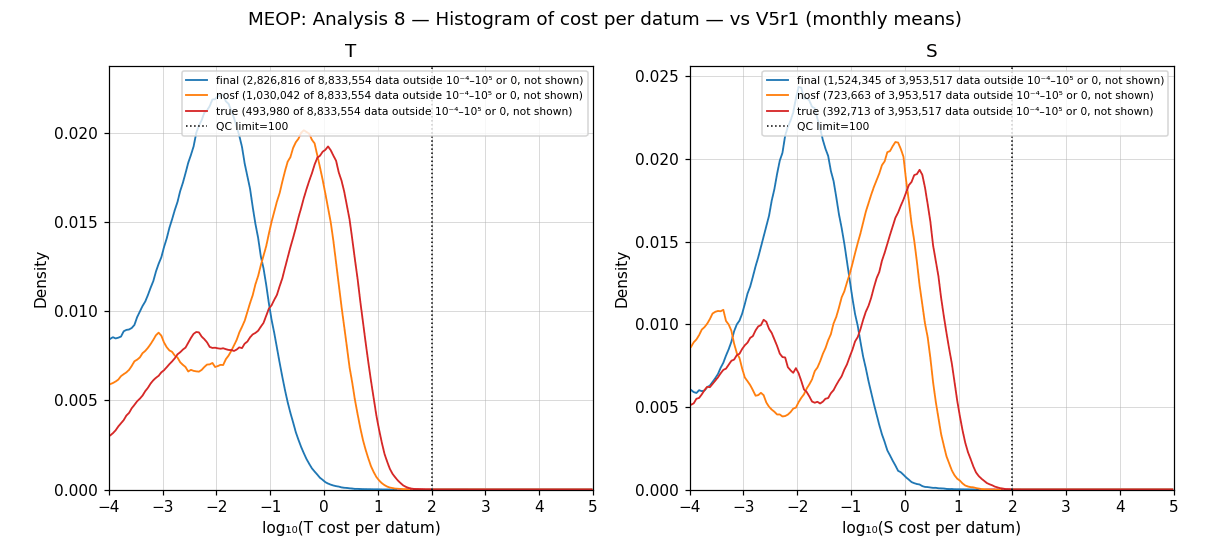 MEOP: Analysis 8 — Histogram of cost per datum — vs V5r1 (monthly means)
T
final (2,826,816 of 8,833,554 data outside 10⁻⁴–10⁵ or 0, not shown)
nosf (1,030,042 of 8,833,554 data outside 10⁻⁴–10⁵ or 0, not shown)
true (493,980 of 8,833,554 data outside 10⁻⁴–10⁵ or 0, not shown)
QC limit=100
0.020
0.015
0.010
0.005
0.000
Density
−4 −3 −2 −1 0 1 2 3 4 5
log₁₀(T cost per datum)
S
final (1,524,345 of 3,953,517 data outside 10⁻⁴–10⁵ or 0, not shown)
nosf (723,663 of 3,953,517 data outside 10⁻⁴–10⁵ or 0, not shown)
true (392,713 of 3,953,517 data outside 10⁻⁴–10⁵ or 0, not shown)
QC limit=100
0.025
0.020
0.015
0.010
0.005
0.000
Density
−4 −3 −2 −1 0 1 2 3 4 5
log₁₀(S cost per datum)